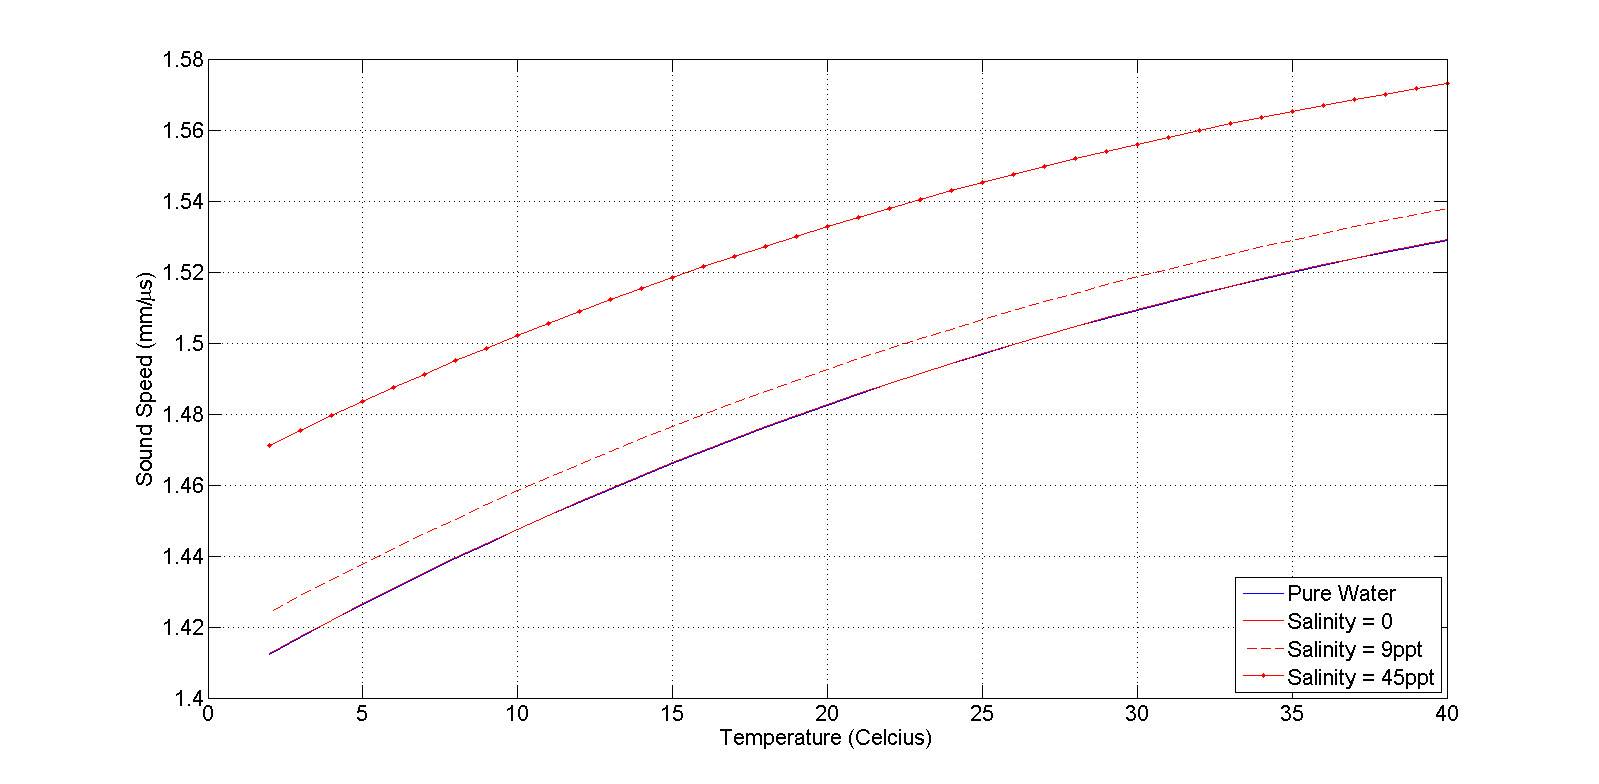 1.58
1.56
1.54
1.52
1.5
1.48
1.46
1.44
1.42
1.4
Sound Speed (mm/μs)
0 5 10 15 20 25 30 35 40
Temperature (Celcius)
Pure Water
Salinity = 0
Salinity = 9ppt
Salinity = 45ppt